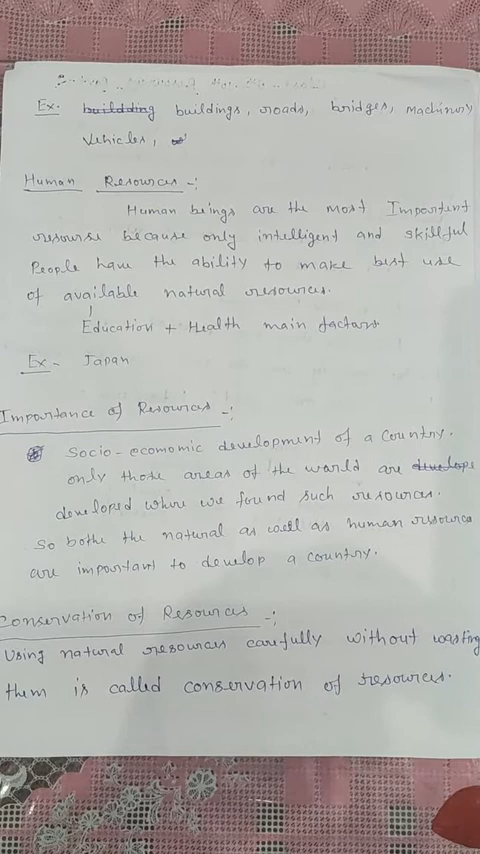 Ex. buildding buildings, roads, bridges, Machinery
Vehicles,
Human Resources -:
Human beings are the most Important
resourse because only intelligent and skillful
People have the ability to make best use
of available natural resources.
Education + Health main factors
Ex - Japan
Importance of Resources -:
Socio-economic development of a country.
only those areas of the world are develope
developed where we found such resources.
So bothe the natural as well as human resource
are important to develop a country.
Conservation of Resources -:
Using natural resources carefully without wasting
them is called conservation of resources.